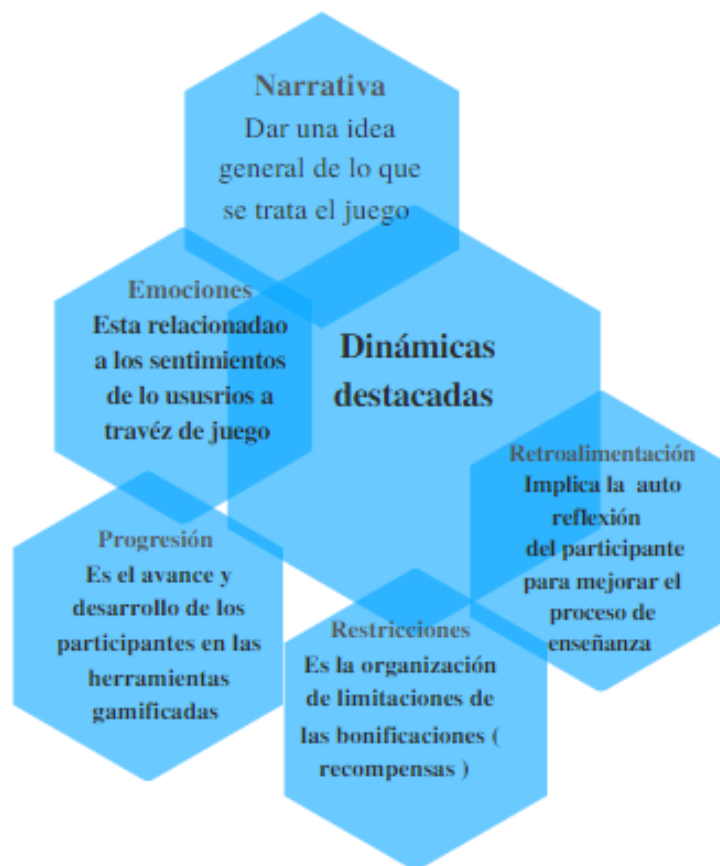 Narrativa
Dar una idea
general de lo que
se trata el juego
Emociones
Esta relacionadao
a los sentimientos
de lo ususrios a
travéz de juego
Dinámicas
destacadas
Retroalimentación
Implica la auto
reflexión
del participante
para mejorar el
proceso de
enseñanza
Progresión
Es el avance y
desarrollo de los
participantes en las
herramientas
gamificadas
Restricciones
Es la organización
de limitaciones de
las bonificaciones (
recompensas )